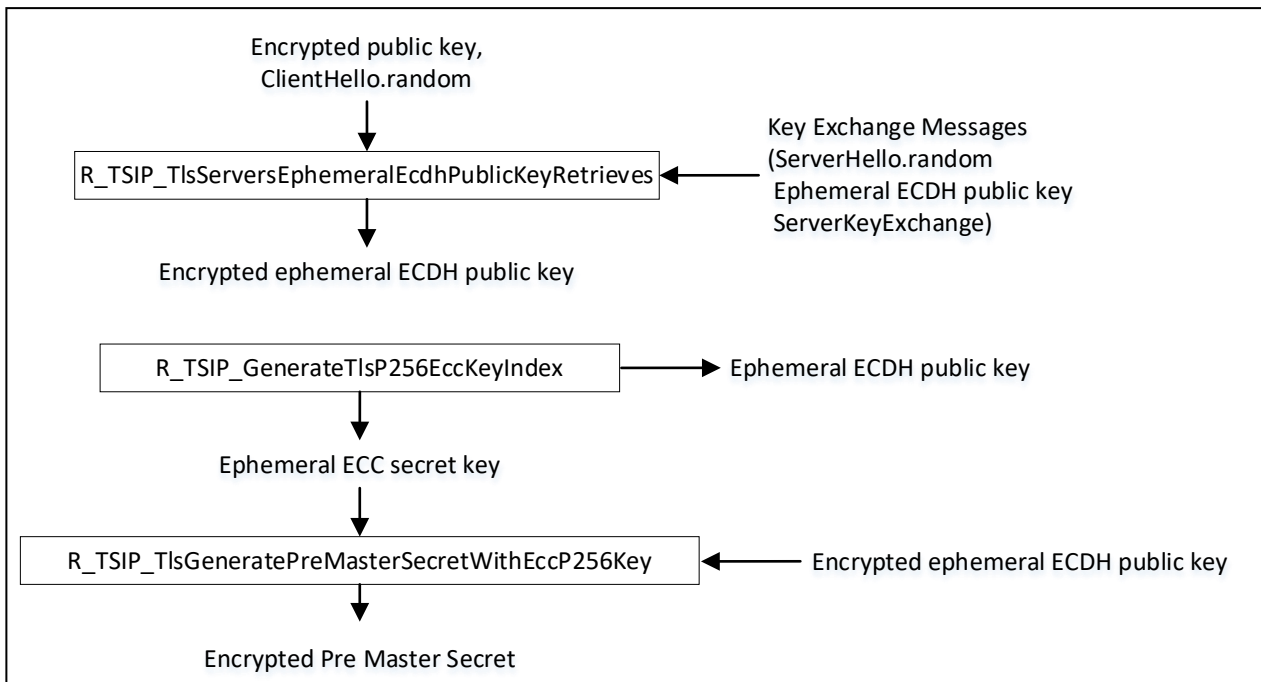 Encrypted public key,
ClientHello.random
R_TSIP_TlsServersEphemeralEcdhPublicKeyRetrieves
Key Exchange Messages
(ServerHello.random
Ephemeral ECDH public key
ServerKeyExchange)
Encrypted ephemeral ECDH public key
R_TSIP_GenerateTlsP256EccKeyIndex
Ephemeral ECDH public key
Ephemeral ECC secret key
R_TSIP_TlsGeneratePreMasterSecretWithEccP256Key
Encrypted ephemeral ECDH public key
Encrypted Pre Master Secret